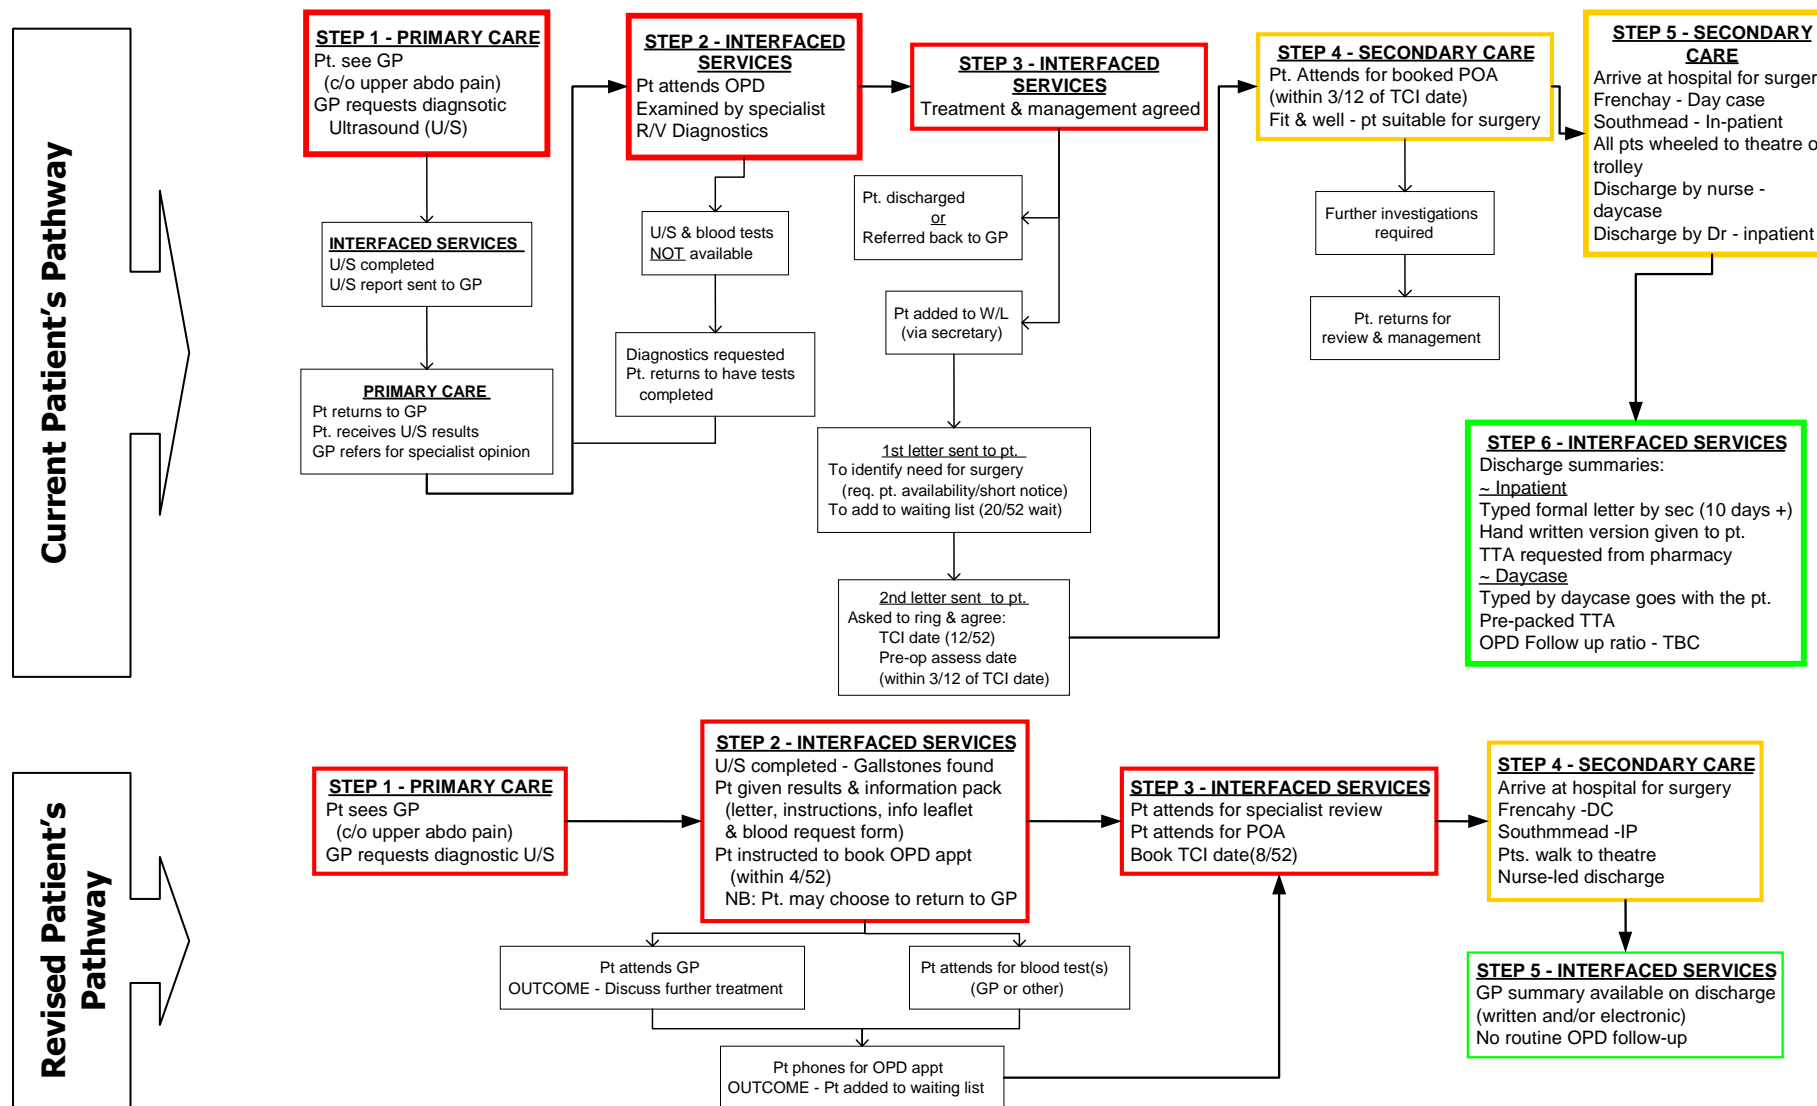 Current Patient's Pathway
STEP 1 - PRIMARY CARE
Pt. see GP
(c/o upper abdo pain)
GP requests diagnsotic
Ultrasound (U/S)
INTERFACED SERVICES
U/S completed
U/S report sent to GP
PRIMARY CARE
Pt returns to GP
Pt. receives U/S results
GP refers for specialist opinion
STEP 2 - INTERFACED
SERVICES
Pt attends OPD
Examined by specialist
R/V Diagnostics
U/S & blood tests
NOT available
Diagnostics requested
Pt. returns to have tests
completed
STEP 3 - INTERFACED
SERVICES
Treatment & management agreed
Pt. discharged
or
Referred back to GP
Pt added to W/L
(via secretary)
1st letter sent to pt.
To identify need for surgery
(req. pt. availability/short notice)
To add to waiting list (20/52 wait)
2nd letter sent to pt.
Asked to ring & agree:
TCI date (12/52)
Pre-op assess date
(within 3/12 of TCI date)
STEP 4 - SECONDARY CARE
Pt. Attends for booked POA
(within 3/12 of TCI date)
Fit & well - pt suitable for surgery
Further investigations
required
Pt. returns for
review & management
STEP 5 - SECONDARY
CARE
Arrive at hospital for surger
Frenchay - Day case
Southmead - In-patient
All pts wheeled to theatre o
trolley
Discharge by nurse -
daycase
Discharge by Dr - inpatient
STEP 6 - INTERFACED SERVICES
Discharge summaries:
~ Inpatient
Typed formal letter by sec (10 days +)
Hand written version given to pt.
TTA requested from pharmacy
~ Daycase
Typed by daycase goes with the pt.
Pre-packed TTA
OPD Follow up ratio - TBC
Revised Patient's
Pathway
STEP 1 - PRIMARY CARE
Pt sees GP
(c/o upper abdo pain)
GP requests diagnostic U/S
STEP 2 - INTERFACED SERVICES
U/S completed - Gallstones found
Pt given results & information pack
(letter, instructions, info leaflet
& blood request form)
Pt instructed to book OPD appt
(within 4/52)
NB: Pt. may choose to return to GP
Pt attends GP
OUTCOME - Discuss further treatment
Pt attends for blood test(s)
(GP or other)
Pt phones for OPD appt
OUTCOME - Pt added to waiting list
STEP 3 - INTERFACED SERVICES
Pt attends for specialist review
Pt attends for POA
Book TCI date(8/52)
STEP 4 - SECONDARY CARE
Arrive at hospital for surgery
Frencahy -DC
Southmmead -IP
Pts. walk to theatre
Nurse-led discharge
STEP 5 - INTERFACED SERVICES
GP summary available on discharge
(written and/or electronic)
No routine OPD follow-up